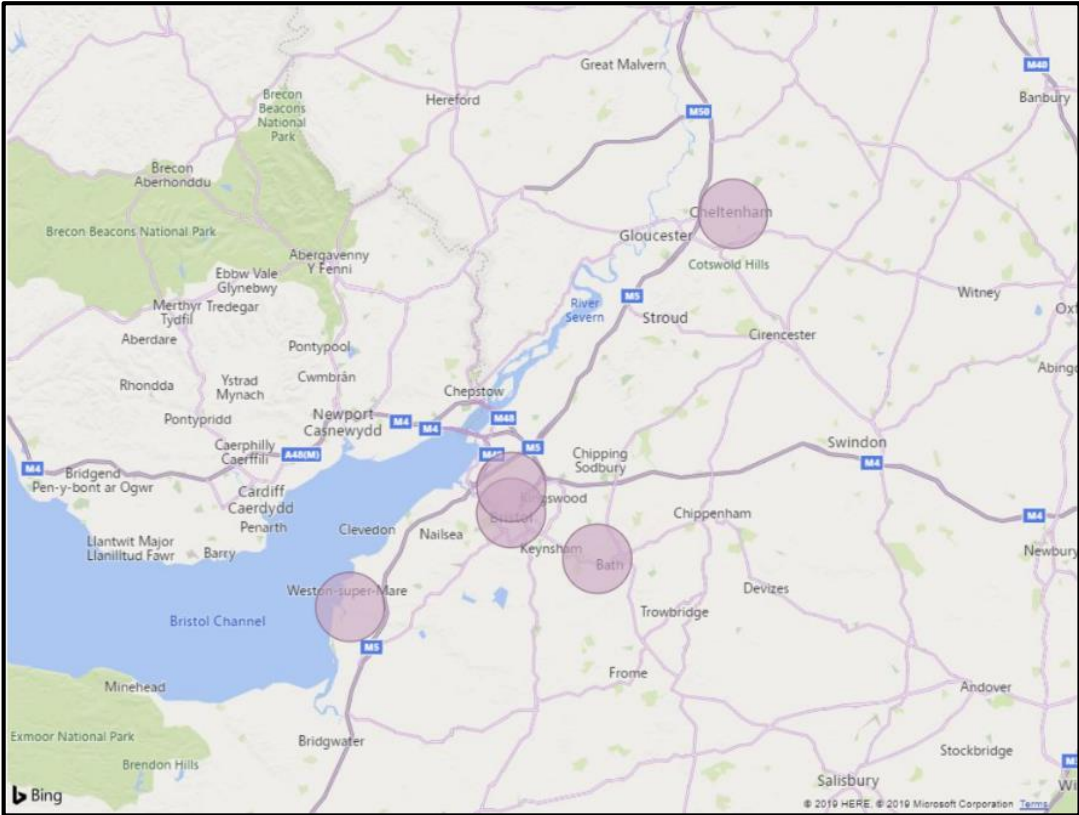 Great Malvern
M40
Hereford
Banbury
Brecon
Beacons
National
Park
M50
Brecon
Aberhonddu
Cheltenham
Brecon Beacons National Park
Gloucester
Abergavenny
Y Fenni
Cotswold Hills
Ebbw Vale
Glynebwy
Witney
M5
River
Severn
Merthyr
Tydfil
Tredegar
Stroud
Oxf
Cirencester
Aberdare
Pontypool
Abing
Rhondda
Ystrad
Mynach
Cwmbrân
Chepstow
Pontypridd
Newport
Casnewydd
M4
M4
M48
Caerphilly
Caerffili
A48(M)
M5
Chipping
Sodbury
Swindon
M4
M4
Bridgend
Pen-y-bont ar Ogwr
Cardiff
Caerdydd
Kingswood
Chippenham
M4
Penarth
Clevedon
Nailsea
Bristol
Llantwit Major
Llanilltud Fawr
Barry
Keynsham
Bath
Newbury
Weston-super-Mare
Devizes
Trowbridge
Bristol Channel
M5
Frome
Minehead
Andover
Exmoor National Park
Bridgwater
Brendon Hills
Stockbridge
Salisbury
Wi
Bing
© 2019 HERE, © 2019 Microsoft Corporation Terms